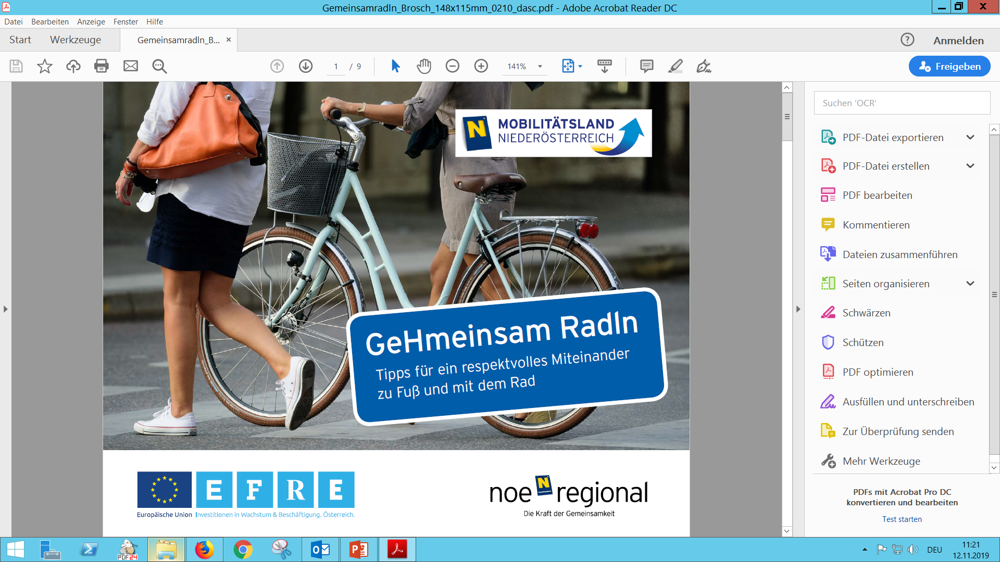 Gemeinsamradln_Brosch_148x115mm_0210_dasc.pdf - Adobe Acrobat Reader DC
Datei Bearbeiten Anzeige Fenster Hilfe
Start Werkzeuge Gemeinsamradln_B... × Anmelden
1 / 9 141% Freigeben
MOBILITÄTSLAND
NIEDERÖSTERREICH
GeHmeinsam Radln
Tipps für ein respektvolles Miteinander
zu Fuß und mit dem Rad
EFRE
Europäische Union Investitionen in Wachstum & Beschäftigung. Österreich.
noe regional
Die Kraft der Gemeinsamkeit
Suchen 'OCR'
PDF-Datei exportieren
PDF-Datei erstellen
PDF bearbeiten
Kommentieren
Dateien zusammenführen
Seiten organisieren
Schwärzen
Schützen
PDF optimieren
Ausfüllen und unterschreiben
Zur Überprüfung senden
Mehr Werkzeuge
PDFs mit Acrobat Pro DC
konvertieren und bearbeiten
Test starten
PDF24
DEU
11:21
12.11.2019